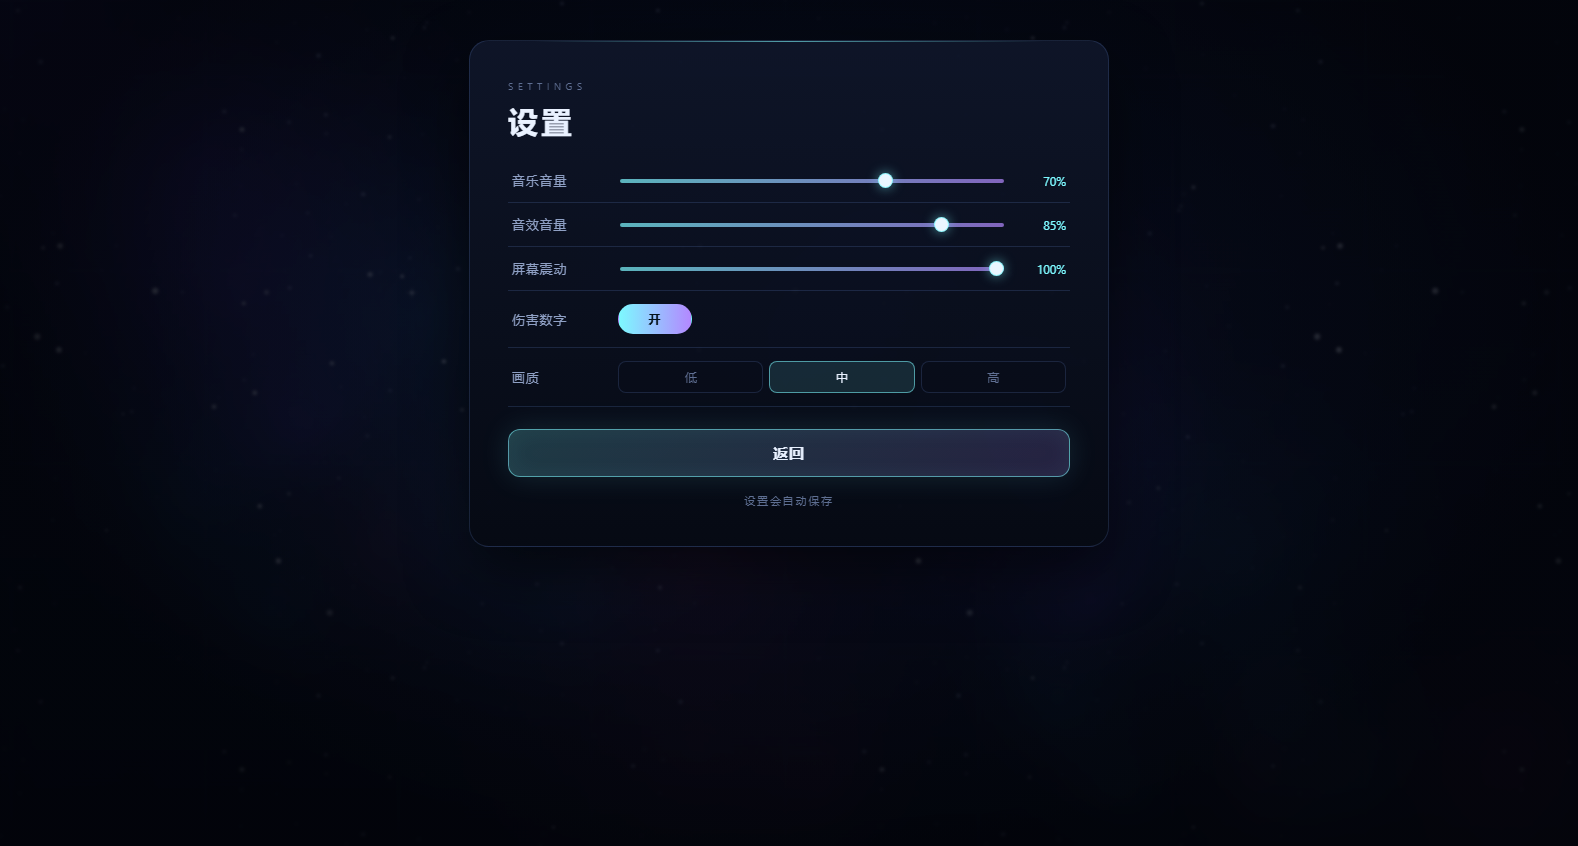 SETTINGS
设置
音乐音量 70%
音效音量 85%
屏幕震动 100%
伤害数字 开
画质 低 中 高
返回
设置会自动保存